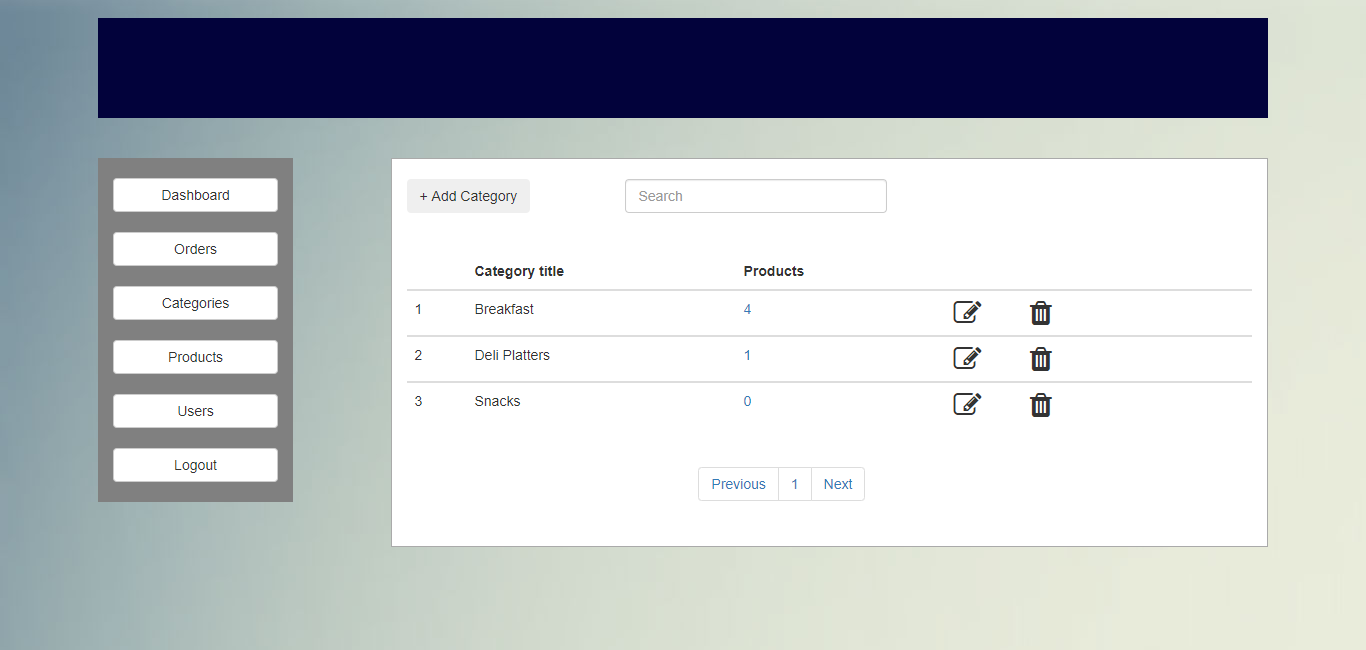 Dashboard
Orders
Categories
Products
Users
Logout
+ Add Category
Search
Category title Products
1 Breakfast 4
2 Deli Platters 1
3 Snacks 0
Previous 1 Next